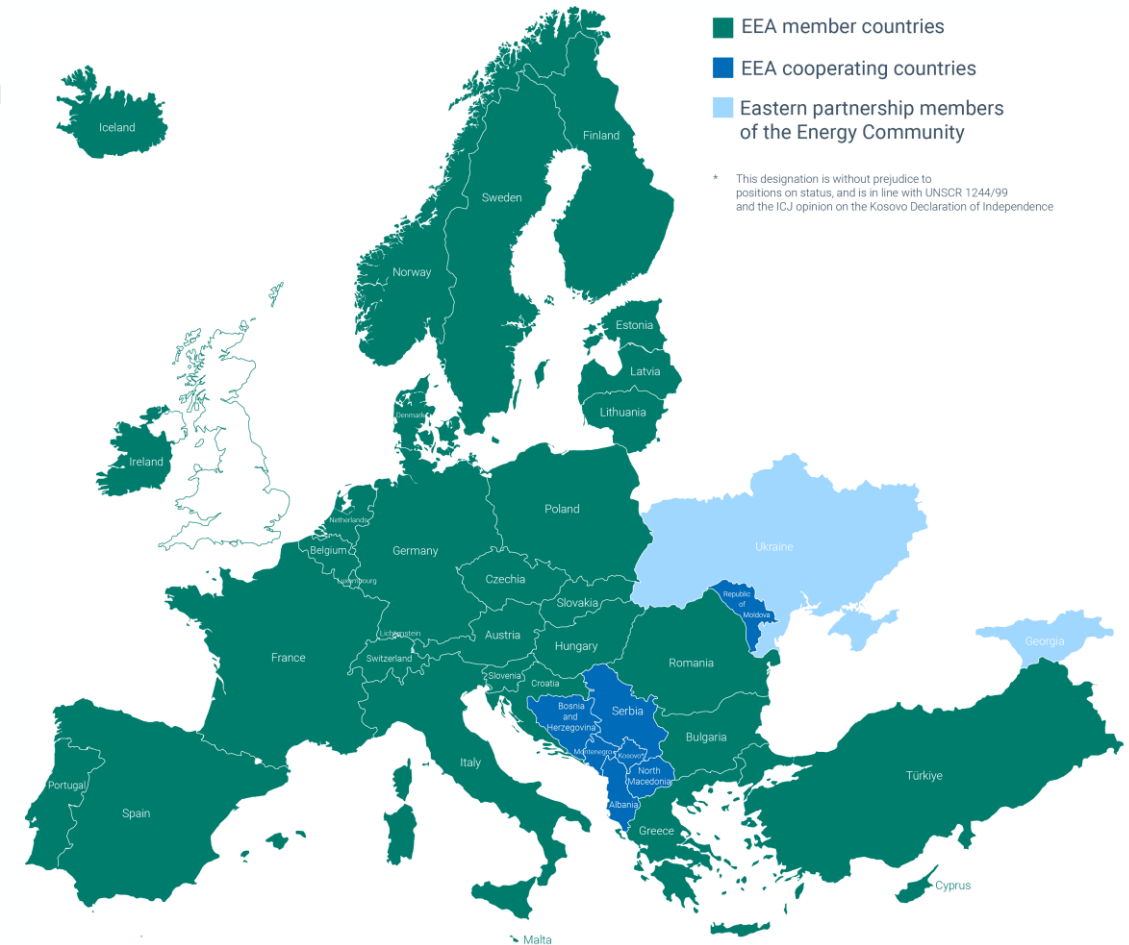 EEA member countries
EEA cooperating countries
Eastern partnership members
of the Energy Community
* This designation is without prejudice to
positions on status, and is in line with UNSCR 1244/99
and the ICJ opinion on the Kosovo Declaration of Independence
Iceland
Finland
Sweden
Norway
Estonia
Latvia
Lithuania
Denmark
Ireland
Poland
Netherlands
Belgium
Germany
Ukraine
Luxembourg
Czechia
Slovakia
Republic
of
Moldova
Lichtenstein
Austria
Hungary
Georgia
France
Switzerland
Romania
Slovenia
Croatia
Bosnia
and
Herzegovina
Serbia
Bulgaria
Montenegro
Kosovo*
Italy
North
Macedonia
Türkiye
Portugal
Spain
Albania
Greece
Cyprus
Malta